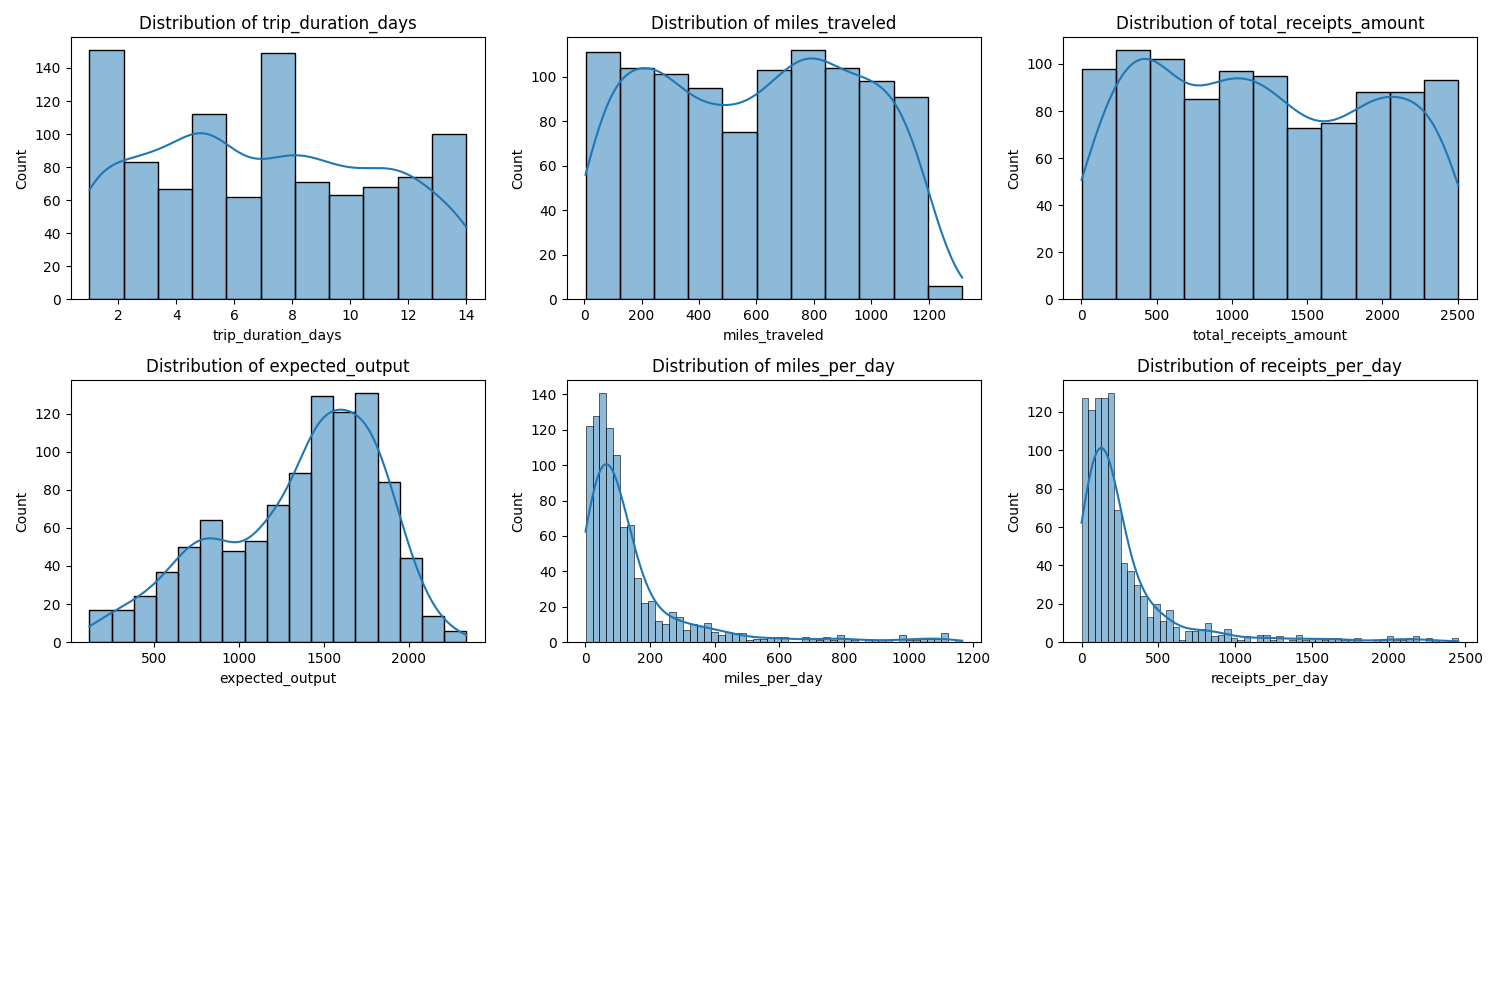 Distribution of trip_duration_days
Count
140
120
100
80
60
40
20
0
2 4 6 8 10 12 14
trip_duration_days
Distribution of miles_traveled
Count
100
80
60
40
20
0
0 200 400 600 800 1000 1200
miles_traveled
Distribution of total_receipts_amount
Count
100
80
60
40
20
0
0 500 1000 1500 2000 2500
total_receipts_amount
Distribution of expected_output
Count
120
100
80
60
40
20
0
500 1000 1500 2000
expected_output
Distribution of miles_per_day
Count
140
120
100
80
60
40
20
0
0 200 400 600 800 1000 1200
miles_per_day
Distribution of receipts_per_day
Count
120
100
80
60
40
20
0
0 500 1000 1500 2000 2500
receipts_per_day